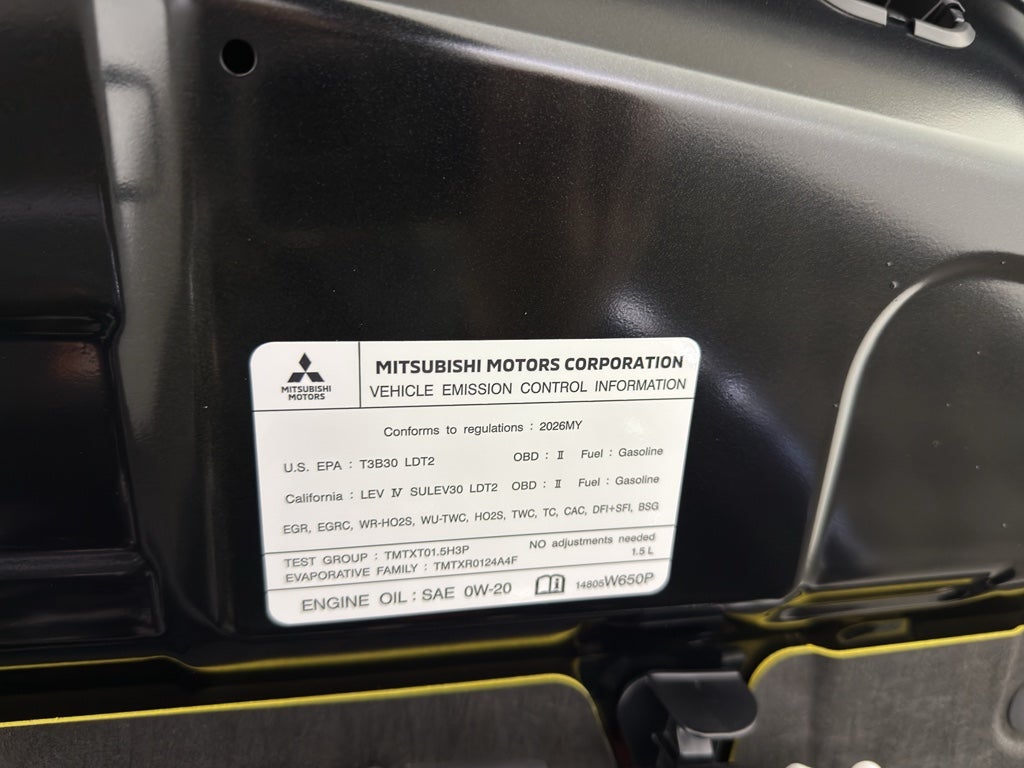 MITSUBISHI
MOTORS
MITSUBISHI MOTORS CORPORATION
VEHICLE EMISSION CONTROL INFORMATION
Conforms to regulations : 2026MY
U.S. EPA : T3B30 LDT2 OBD : Ⅱ Fuel : Gasoline
California : LEV Ⅳ SULEV30 LDT2 OBD : Ⅱ Fuel : Gasoline
EGR, EGRC, WR-HO2S, WU-TWC, HO2S, TWC, TC, CAC, DFI+SFI, BSG
TEST GROUP : TMTXT01.5H3P NO adjustments needed
EVAPORATIVE FAMILY : TMTXR0124A4F 1.5 L
ENGINE OIL : SAE 0W-20 14805W650P